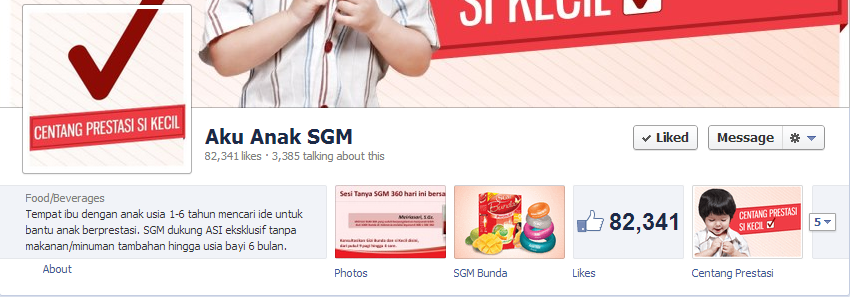 SI KECIL
CENTANG PRESTASI SI KECIL
Aku Anak SGM
82,341 likes · 3,385 talking about this
Liked
Message
Food/Beverages
Tempat ibu dengan anak usia 1-6 tahun mencari ide untuk
bantu anak berprestasi. SGM dukung ASI eksklusif tanpa
makanan/minuman tambahan hingga usia bayi 6 bulan.
About
Sesi Tanya SGM 360 hari ini bersa
Photos
Bunda
SGM Bunda
82,341
Likes
CENTANG PRESTASI
SI KECIL
Centang Prestasi
5